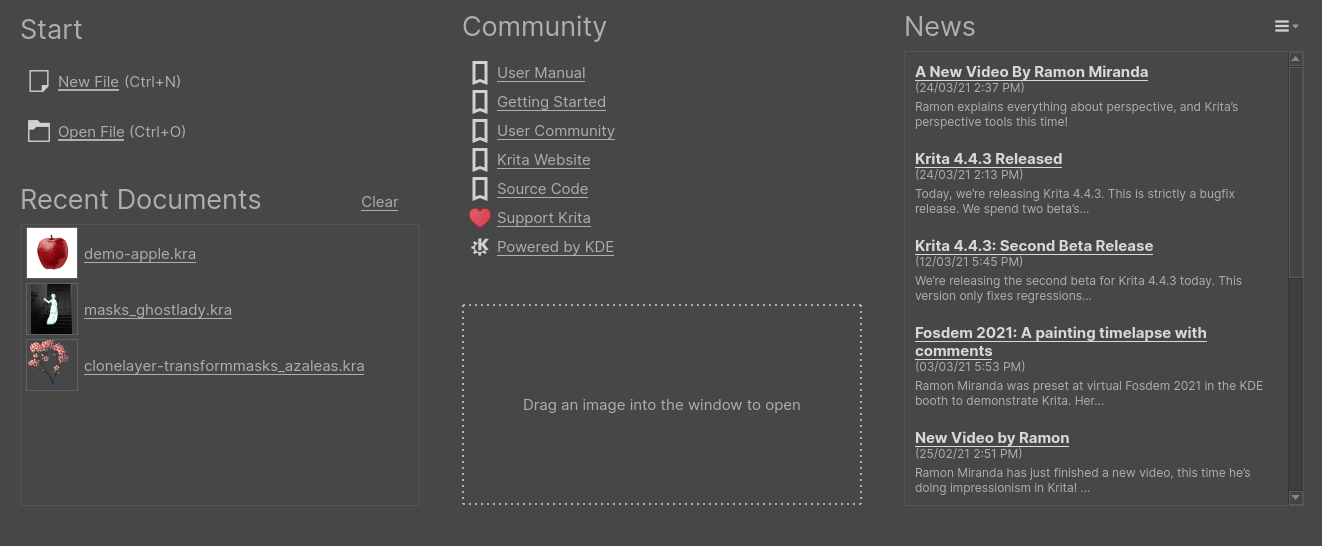 Start
New File (Ctrl+N)
Open File (Ctrl+O)
Recent Documents
Clear
demo-apple.kra
masks_ghostlady.kra
clonelayer-transformmasks_azaleas.kra
Community
User Manual
Getting Started
User Community
Krita Website
Source Code
Support Krita
Powered by KDE
Drag an image into the window to open
News
A New Video By Ramon Miranda
(24/03/21 2:37 PM)
Ramon explains everything about perspective, and Krita’s
perspective tools this time!
Krita 4.4.3 Released
(24/03/21 2:13 PM)
Today, we’re releasing Krita 4.4.3. This is strictly a bugfix
release. We spend two beta’s...
Krita 4.4.3: Second Beta Release
(12/03/21 5:45 PM)
We’re releasing the second beta for Krita 4.4.3 today. This
version only fixes regressions...
Fosdem 2021: A painting timelapse with
comments
(03/03/21 5:53 PM)
Ramon Miranda was preset at virtual Fosdem 2021 in the KDE
booth to demonstrate Krita. Her...
New Video by Ramon
(25/02/21 2:51 PM)
Ramon Miranda has just finished a new video, this time he’s
doing impressionism in Krita! ...